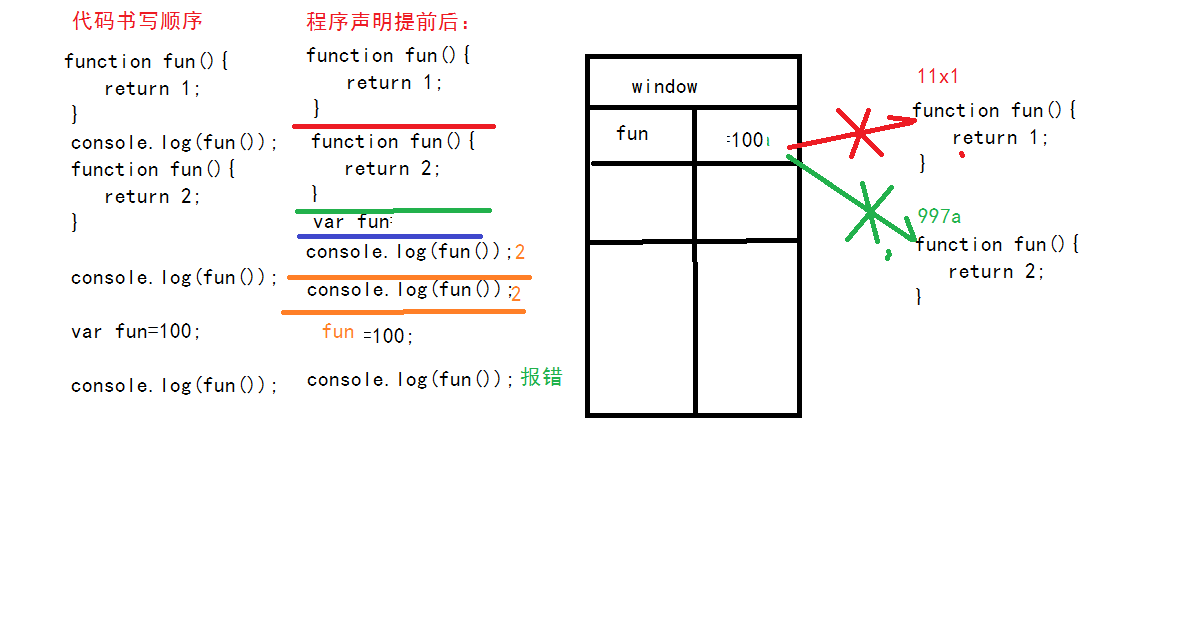 代码书写顺序
function fun(){
return 1;
}
console.log(fun());
function fun(){
return 2;
}
console.log(fun());
var fun=100;
console.log(fun());
程序声明提前后：
function fun(){
return 1;
}
function fun(){
return 2;
}
var fun
console.log(fun());2
console.log(fun());2
fun =100;
console.log(fun()); 报错
window
fun
=100
11x1
function fun(){
return 1;
}
997a
function fun(){
return 2;
}